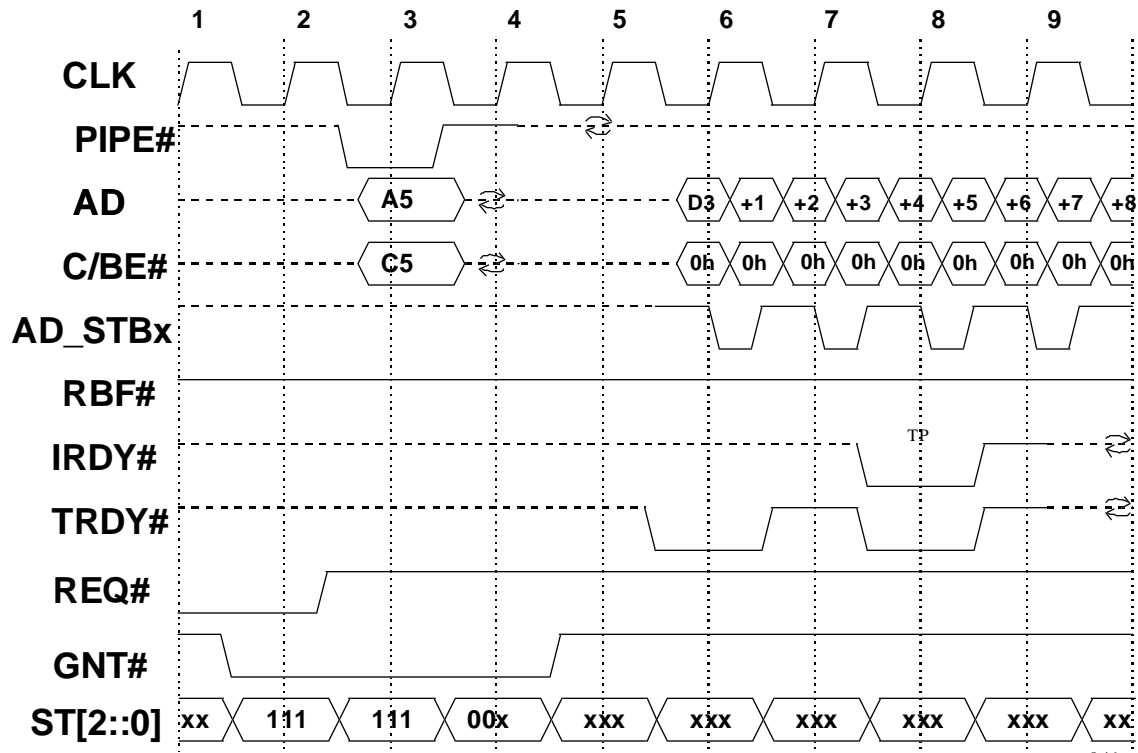 1 2 3 4 5 6 7 8 9
CLK
PIPE#
AD A5 D3 +1 +2 +3 +4 +5 +6 +7 +8
C/BE# C5 0h 0h 0h 0h 0h 0h 0h 0h 0h
AD_STBx
RBF#
IRDY# TP
TRDY#
REQ#
GNT#
ST[2::0] xx 111 111 00x xxx xxx xxx xxx xxx xx